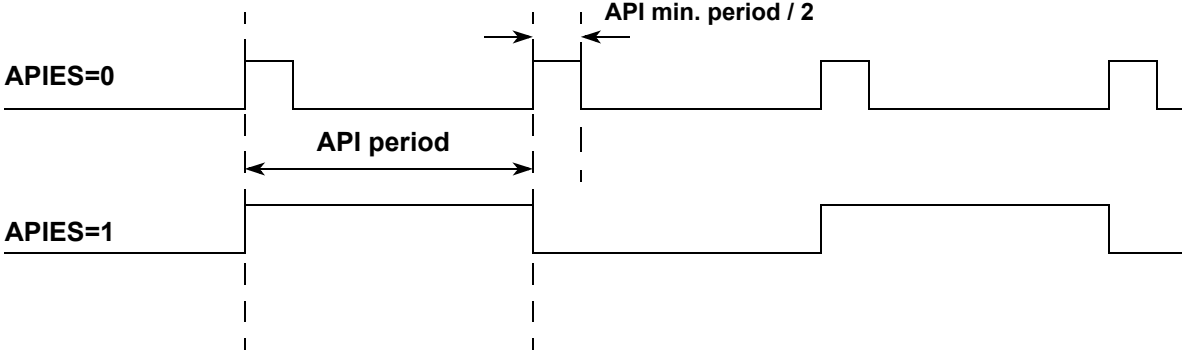 API min. period / 2
APIES=0
API period
APIES=1